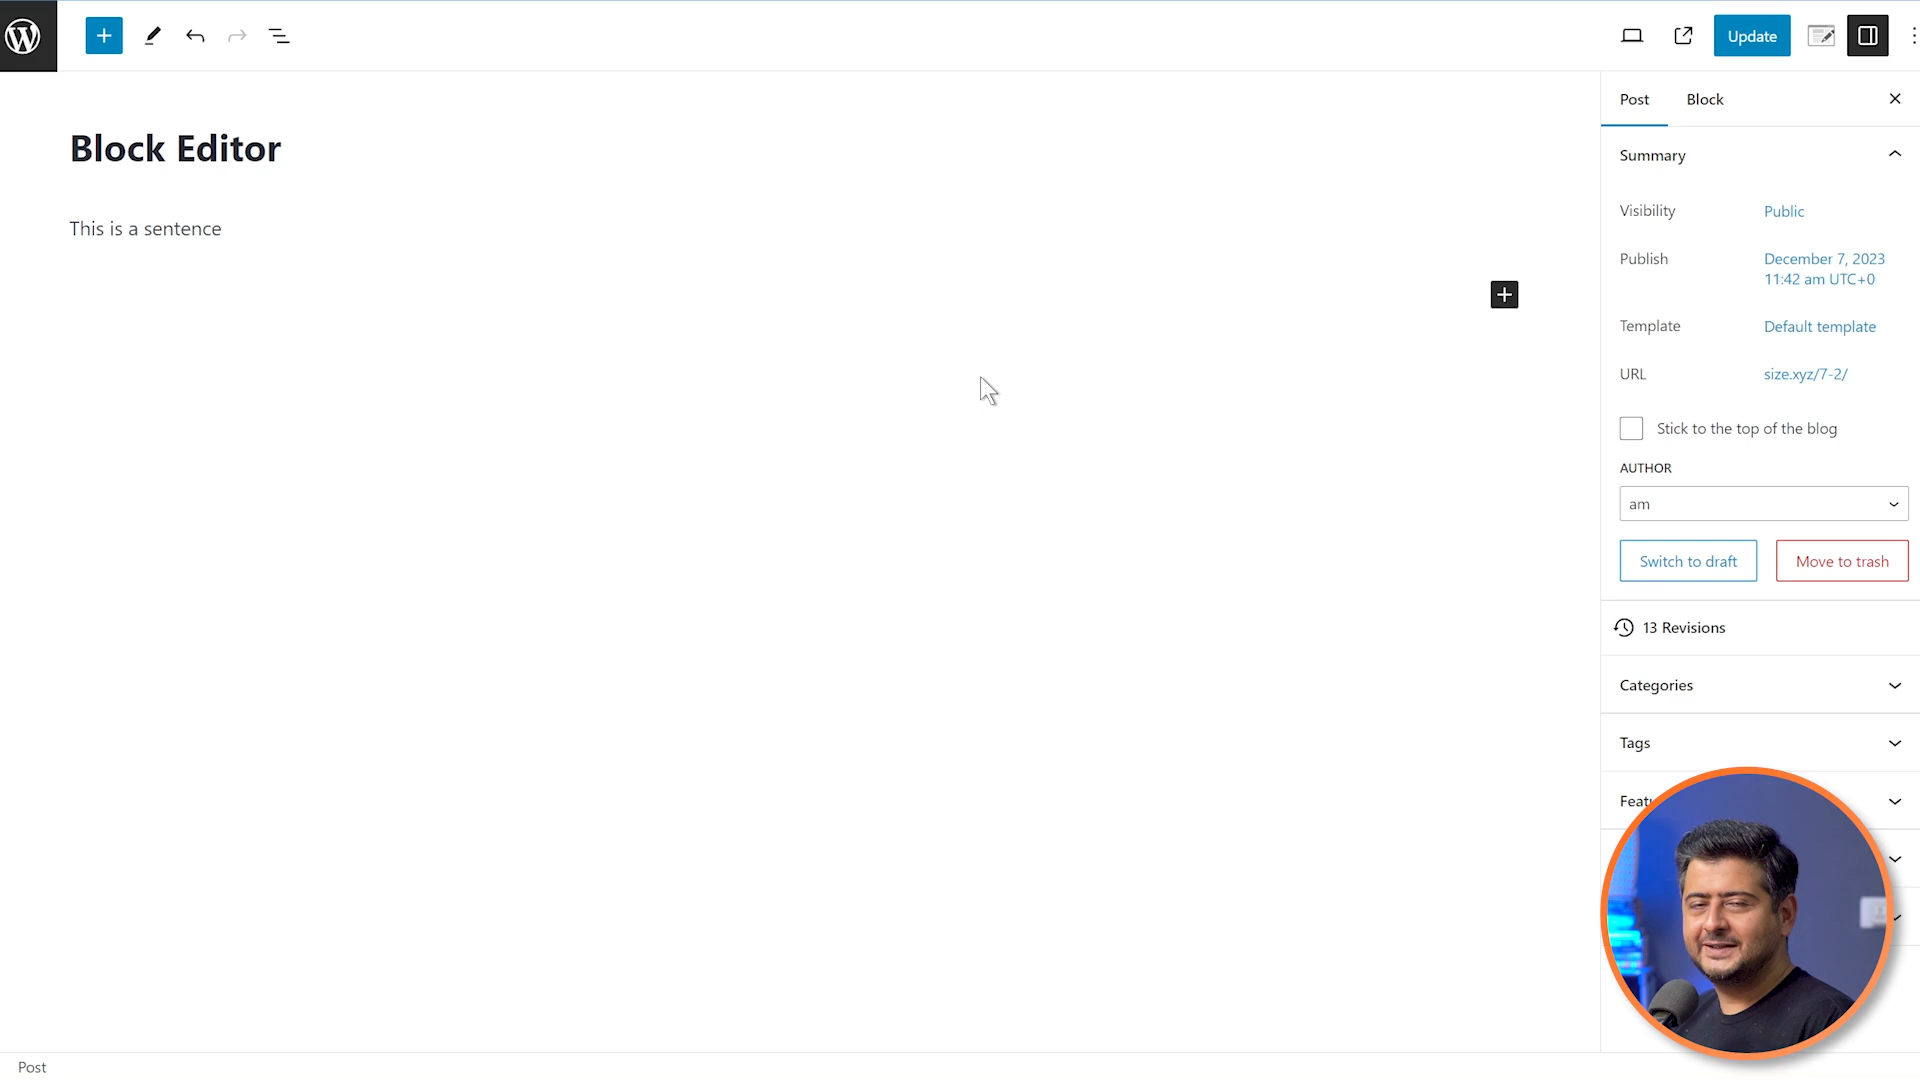 Update
Post
Block
Block Editor
Summary
This is a sentence
Visibility
Public
Publish
December 7, 2023
11:42 am UTC+0
Template
Default template
URL
size.xyz/7-2/
Stick to the top of the blog
AUTHOR
am
Switch to draft
Move to trash
13 Revisions
Categories
Tags
Post